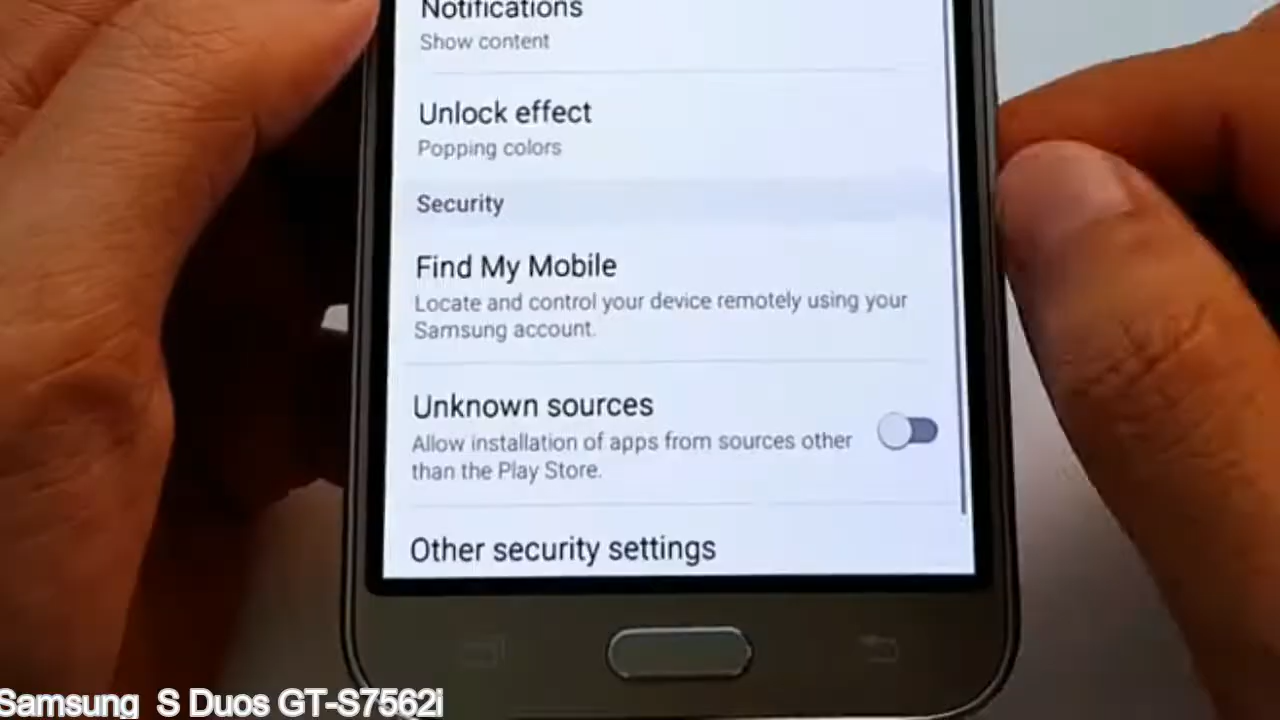 Notifications
Show content
Unlock effect
Popping colors
Security
Find My Mobile
Locate and control your device remotely using your
Samsung account.
Unknown sources
Allow installation of apps from sources other
than the Play Store.
Other security settings
Samsung S Duos GT-S7562i